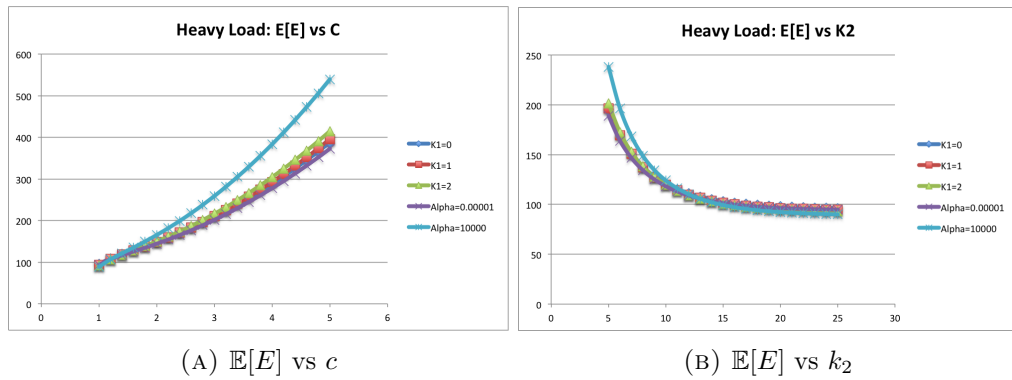 Heavy Load: E[E] vs C
600
500
400
300
200
100
0
0 1 2 3 4 5 6
K1=0
K1=1
K1=2
Alpha=0.00001
Alpha=10000
(A) 𝔼[E] vs c
Heavy Load: E[E] vs K2
250
200
150
100
50
0
0 5 10 15 20 25 30
K1=0
K1=1
K1=2
Alpha=0.00001
Alpha=10000
(B) 𝔼[E] vs k₂